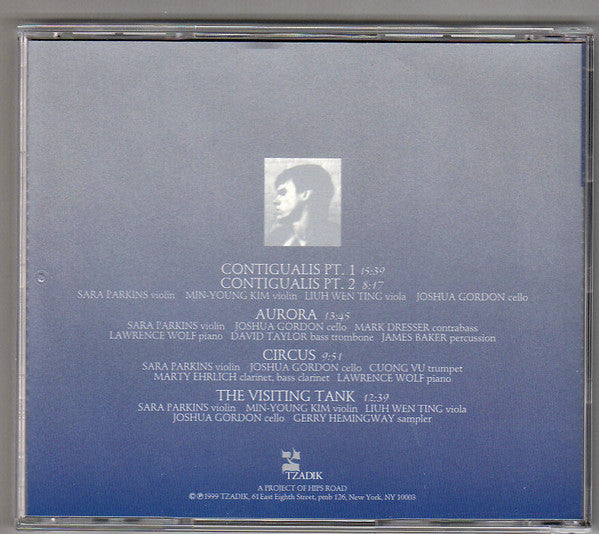 CONTIGUALIS PT. 1 15:39
CONTIGUALIS PT. 2 8:17
SARA PARKINS violin MIN-YOUNG KIM violin LIUH WEN TING viola JOSHUA GORDON cello
AURORA 13:45
SARA PARKINS violin JOSHUA GORDON cello MARK DRESSER contrabass
LAWRENCE WOLF piano DAVID TAYLOR bass trombone JAMES BAKER percussion
CIRCUS 9:51
SARA PARKINS violin JOSHUA GORDON cello CUONG VU trumpet
MARTY EHRLICH clarinet, bass clarinet LAWRENCE WOLF piano
THE VISITING TANK 12:39
SARA PARKINS violin MIN-YOUNG KIM violin LIUH WEN TING viola
JOSHUA GORDON cello GERRY HEMINGWAY sampler
צ
TZADIK
A PROJECT OF HIPS ROAD
© ℗ 1999 TZADIK, 61 East Eighth Street, pmb 126, New York, NY 10003